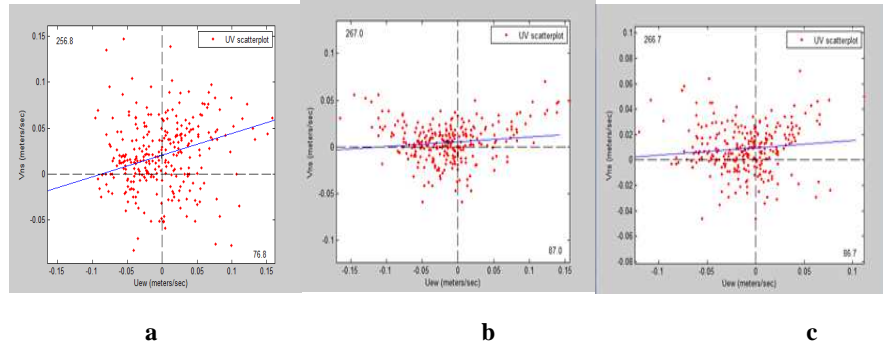 256.8
UV scatterplot
0.15
0.1
0.05
0
-0.05
Vns (meters/sec)
76.8
-0.15 -0.1 -0.05 0 0.05 0.1 0.15
Uew (meters/sec)
a
267.0
UV scatterplot
0.1
0.05
0
-0.05
-0.1
Vns (meters/sec)
87.0
-0.15 -0.1 -0.05 0 0.05 0.1 0.15
Uew (meters/sec)
b
266.7
UV scatterplot
0.1
0.08
0.06
0.04
0.02
0
-0.02
-0.04
-0.06
-0.08
Vns (meters/sec)
86.7
-0.1 -0.05 0 0.05 0.1
Uew (meters/sec)
c